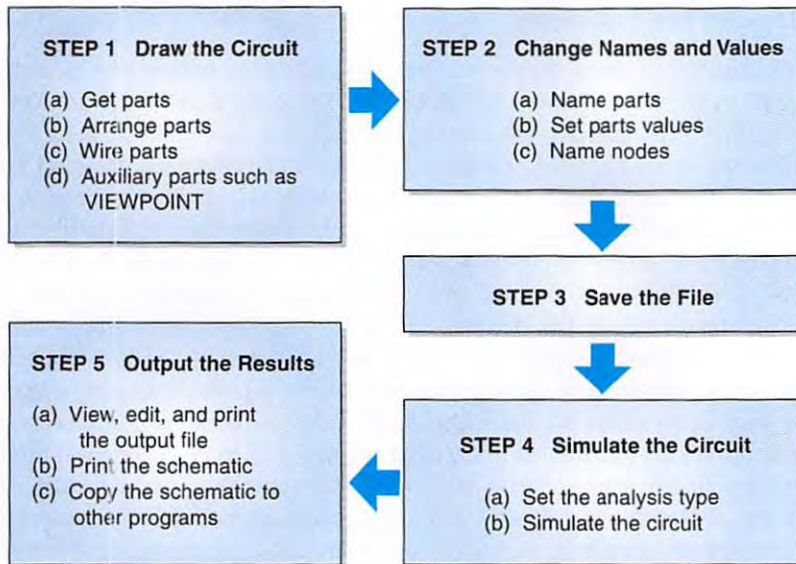 STEP 1 Draw the Circuit
(a) Get parts
(b) Arrange parts
(c) Wire parts
(d) Auxiliary parts such as
VIEWPOINT
STEP 2 Change Names and Values
(a) Name parts
(b) Set parts values
(c) Name nodes
STEP 3 Save the File
STEP 4 Simulate the Circuit
(a) Set the analysis type
(b) Simulate the circuit
STEP 5 Output the Results
(a) View, edit, and print
the output file
(b) Print the schematic
(c) Copy the schematic to
other programs